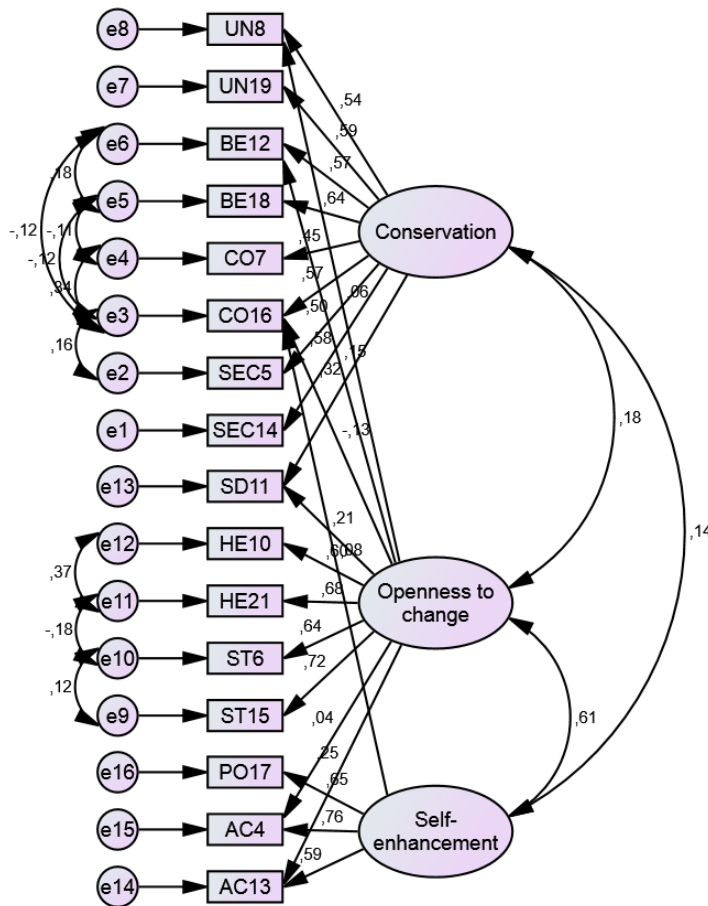 e8
UN8
e7
UN19
,54
e6
BE12
,59
,57
,18
e5
BE18
,64
Conservation
-,12
-,11
,45
e4
CO7
-,12
,57
,06
,34
e3
CO16
,50
,16
,58
,15
e2
SEC5
,32
,18
e1
SEC14
-,13
e13
SD11
,21
,14
e12
HE10
,60
,08
,37
Openness to
change
e11
HE21
,68
-,18
,64
e10
ST6
,72
,12
e9
ST15
,04
,61
,25
e16
PO17
,65
Self-
enhancement
e15
AC4
,76
,59
e14
AC13